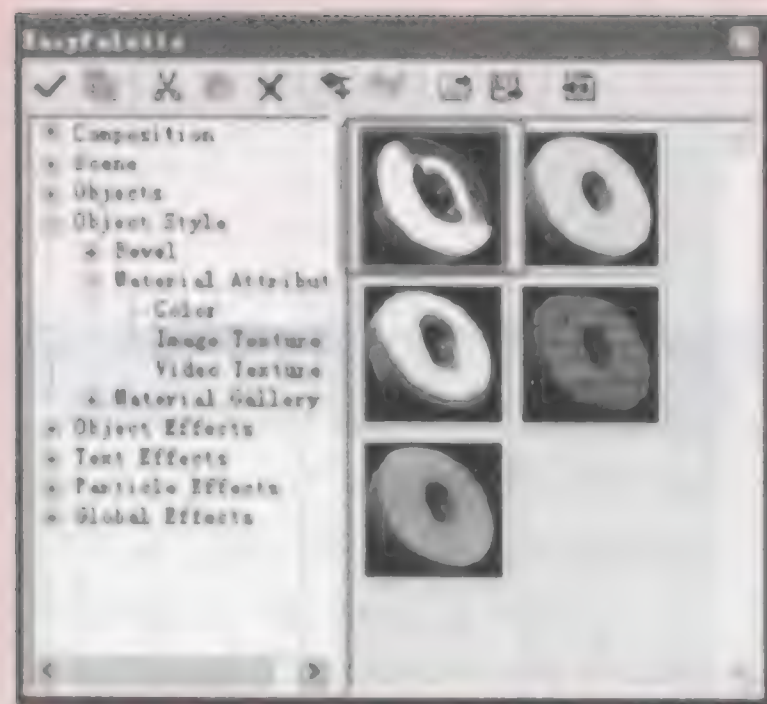 EasyPalette
Composition
Scene
Objects
Object Style
Bevel
Material Attribut
Color
Image Texture
Video Texture
Material Gallery
Object Effects
Text Effects
Particle Effects
Global Effects